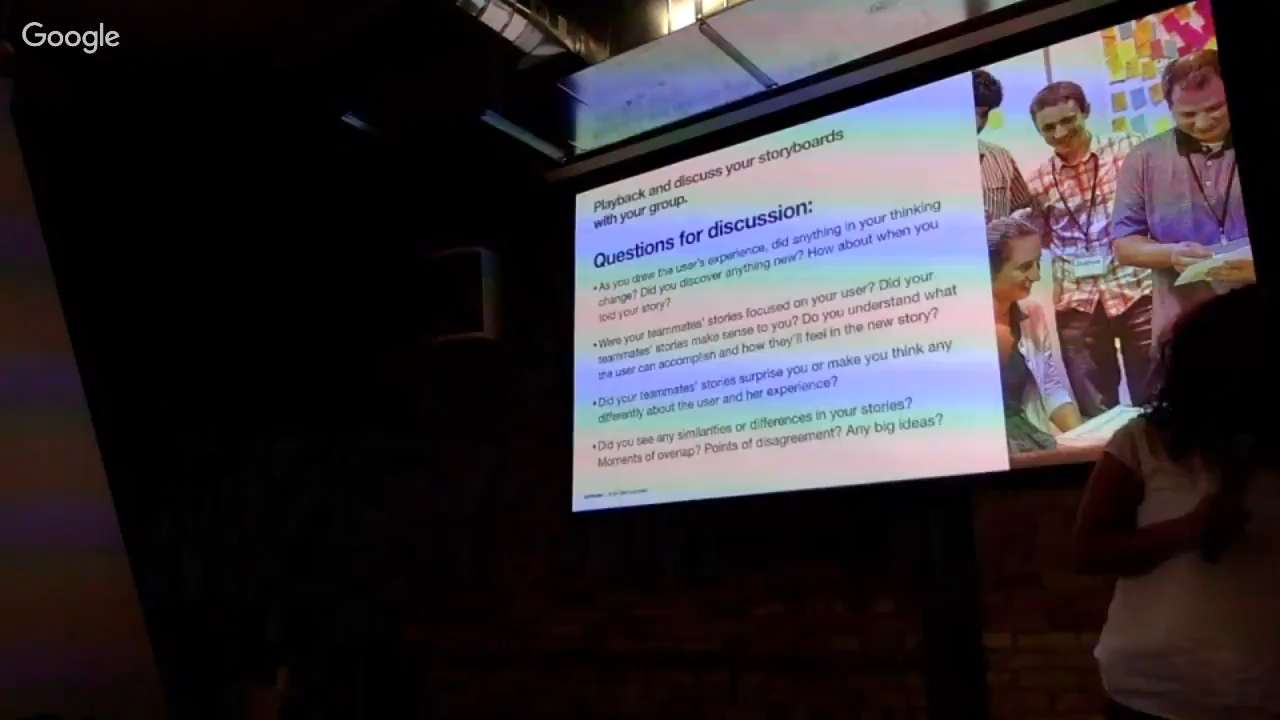 Google
Playback and discuss your storyboards
with your group.
Questions for discussion:
• As you drew the user's experience, did anything in your thinking
change? Did you discover anything new? How about when you
told your story?
• Were your teammates' stories focused on your user? Did your
teammates' stories make sense to you? Do you understand what
the user can accomplish and how they'll feel in the new story?
• Did your teammates' stories surprise you or make you think any
differently about the user and her experience?
• Did you see any similarities or differences in your stories?
Moments of overlap? Points of disagreement? Any big ideas?